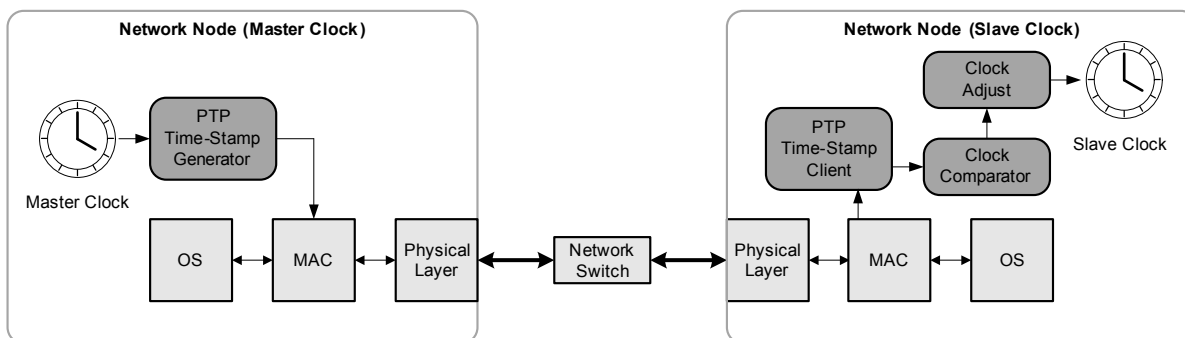 Network Node (Master Clock)
PTP
Time-Stamp
Generator
Master Clock
OS
MAC
Physical
Layer
Network
Switch
Network Node (Slave Clock)
Clock
Adjust
Slave Clock
PTP
Time-Stamp
Client
Clock
Comparator
Physical
Layer
MAC
OS